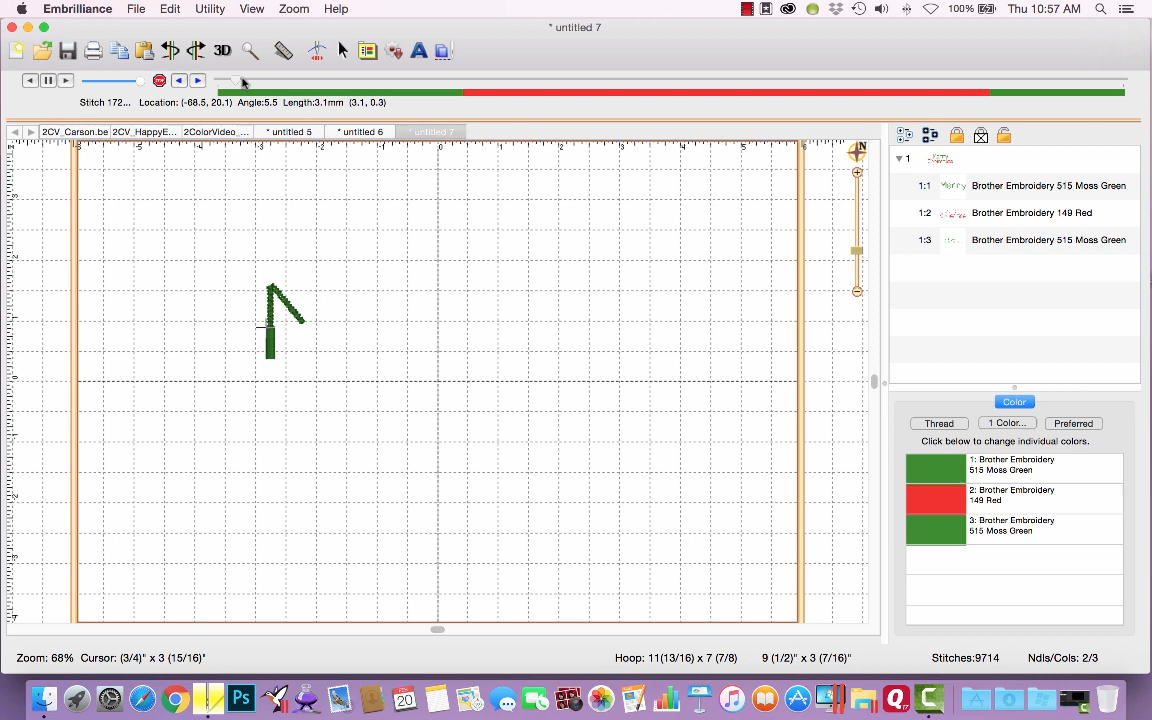 Embrilliance File Edit Utility View Zoom Help 100% Thu 10:57 AM
* untitled 7
3D
Stitch 172... Location: (-68.5, 20.1) Angle:5.5 Length:3.1mm (3.1, 0.3)
2CV_Carson.be 2CV_HappyE... 2ColorVideo_... * untitled 5 * untitled 6 * untitled 7
N
1
1:1 Merry Brother Embroidery 515 Moss Green
1:2 Brother Embroidery 149 Red
1:3 Brother Embroidery 515 Moss Green
Color
Thread 1 Color... Preferred
Click below to change individual colors.
1: Brother Embroidery
515 Moss Green
2: Brother Embroidery
149 Red
3: Brother Embroidery
515 Moss Green
Zoom: 68% Cursor: (3/4)" x 3 (15/16)" Hoop: 11(13/16) x 7 (7/8) 9 (1/2)" x 3 (7/16)" Stitches:9714 Ndls/Cols: 2/3